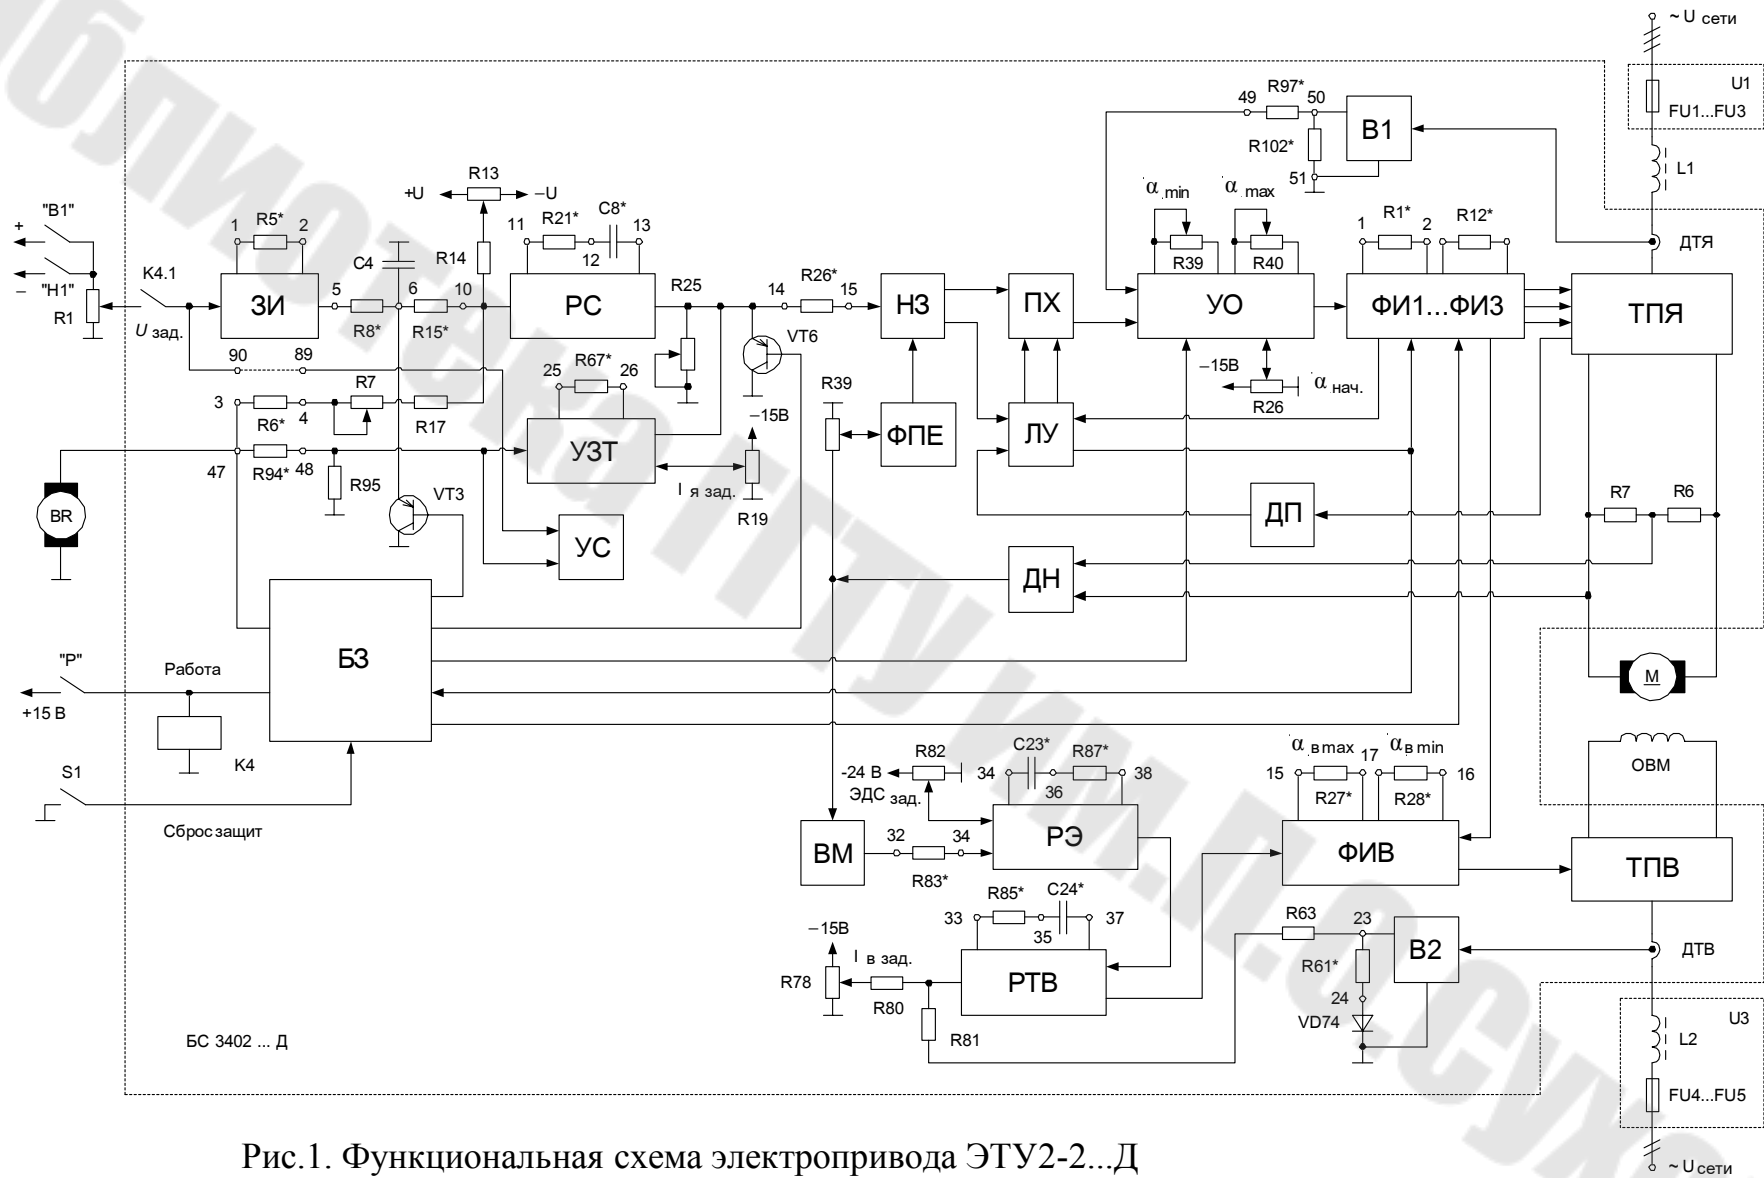 ~ U сети
U1
FU1...FU3
L1
ДТЯ
49 R97* 50
B1
R102*
51
α min
α max
R39
R40
1 R1* 2 R12*
R13
+U
–U
R14
11 R21* C8* 13
12
"В1"
+
–
"Н1"
R1
К4.1
U зад.
1 R5* 2
ЗИ
5
R8*
C4
6
R15*
10
РС
R25
14 R26* 15
НЗ
ПХ
УО
ФИ1...ФИ3
ТПЯ
VT6
90 89
R7
3
R6*
4
R17
25 R67* 26
УЗТ
–15В
I я зад.
R19
R39
ФПЕ
ЛУ
–15В
α нач.
R26
47
R94*
48
R95
VT3
BR
УС
ДП
ДН
R7 R6
М
ОВМ
БЗ
"Р"
+15 В
Работа
К4
S1
Сброс защит
R82
-24 В
ЭДС зад.
34 C23* R87* 38
36
РЭ
ВМ
32 34
R83*
α в max 17 α в min
15 16
R27* R28*
ФИВ
ТПВ
33 R85* C24* 37
35
РТВ
–15В
I в зад.
R78
R80
R81
R63
23
R61*
24
VD74
В2
ДТВ
U3
L2
FU4...FU5
~ U сети
БС 3402 ... Д
Рис.1. Функциональная схема электропривода ЭТУ2-2...Д
иблиотека ГГТУ им.П.О.Сухо